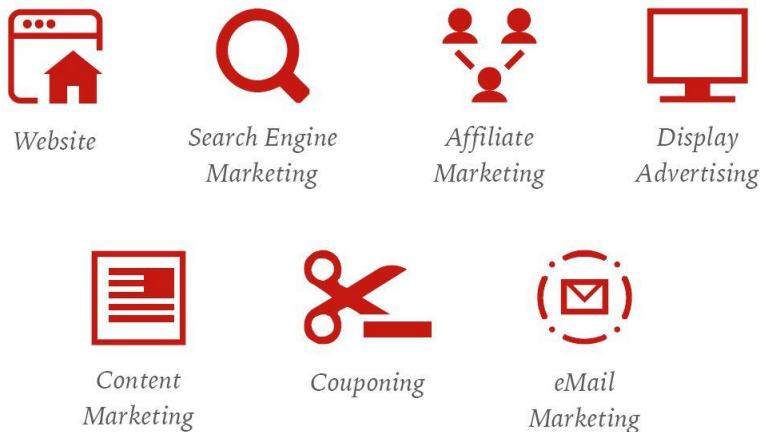 Website
Search Engine
Marketing
Affiliate
Marketing
Display
Advertising
Content
Marketing
Couponing
eMail
Marketing